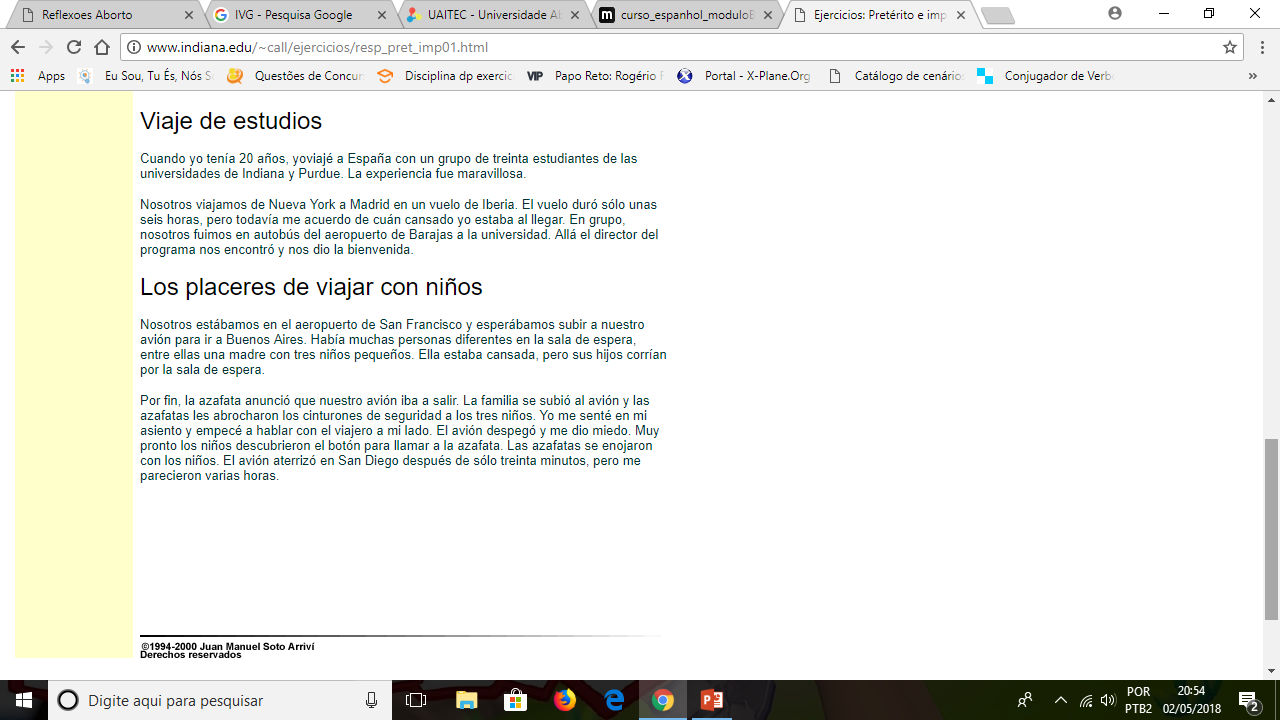 Reflexoes Aborto
IVG - Pesquisa Google
UAITEC - Universidade Ab
curso_espanhol_moduloB
Ejercicios: Pretérito e imp
www.indiana.edu/~call/ejercicios/resp_pret_imp01.html
Apps
Eu Sou, Tu És, Nós S
Questões de Concur
Disciplina dp exercic
VIP
Papo Reto: Rogério F
Portal - X-Plane.Org
Catálogo de cenário
Conjugador de Verb
»
Viaje de estudios
Cuando yo tenía 20 años, yoviajé a España con un grupo de treinta estudiantes de las
universidades de Indiana y Purdue. La experiencia fue maravillosa.
Nosotros viajamos de Nueva York a Madrid en un vuelo de Iberia. El vuelo duró sólo unas
seis horas, pero todavía me acuerdo de cuán cansado yo estaba al llegar. En grupo,
nosotros fuimos en autobús del aeropuerto de Barajas a la universidad. Allá el director del
programa nos encontró y nos dio la bienvenida.
Los placeres de viajar con niños
Nosotros estábamos en el aeropuerto de San Francisco y esperábamos subir a nuestro
avión para ir a Buenos Aires. Había muchas personas diferentes en la sala de espera,
entre ellas una madre con tres niños pequeños. Ella estaba cansada, pero sus hijos corrían
por la sala de espera.
Por fin, la azafata anunció que nuestro avión iba a salir. La familia se subió al avión y las
azafatas les abrocharon los cinturones de seguridad a los tres niños. Yo me senté en mi
asiento y empecé a hablar con el viajero a mi lado. El avión despegó y me dio miedo. Muy
pronto los niños descubrieron el botón para llamar a la azafata. Las azafatas se enojaron
con los niños. El avión aterrizó en San Diego después de sólo treinta minutos, pero me
parecieron varias horas.
©1994-2000 Juan Manuel Soto Arriví
Derechos reservados
Digite aqui para pesquisar
POR
PTB2
20:54
02/05/2018
2